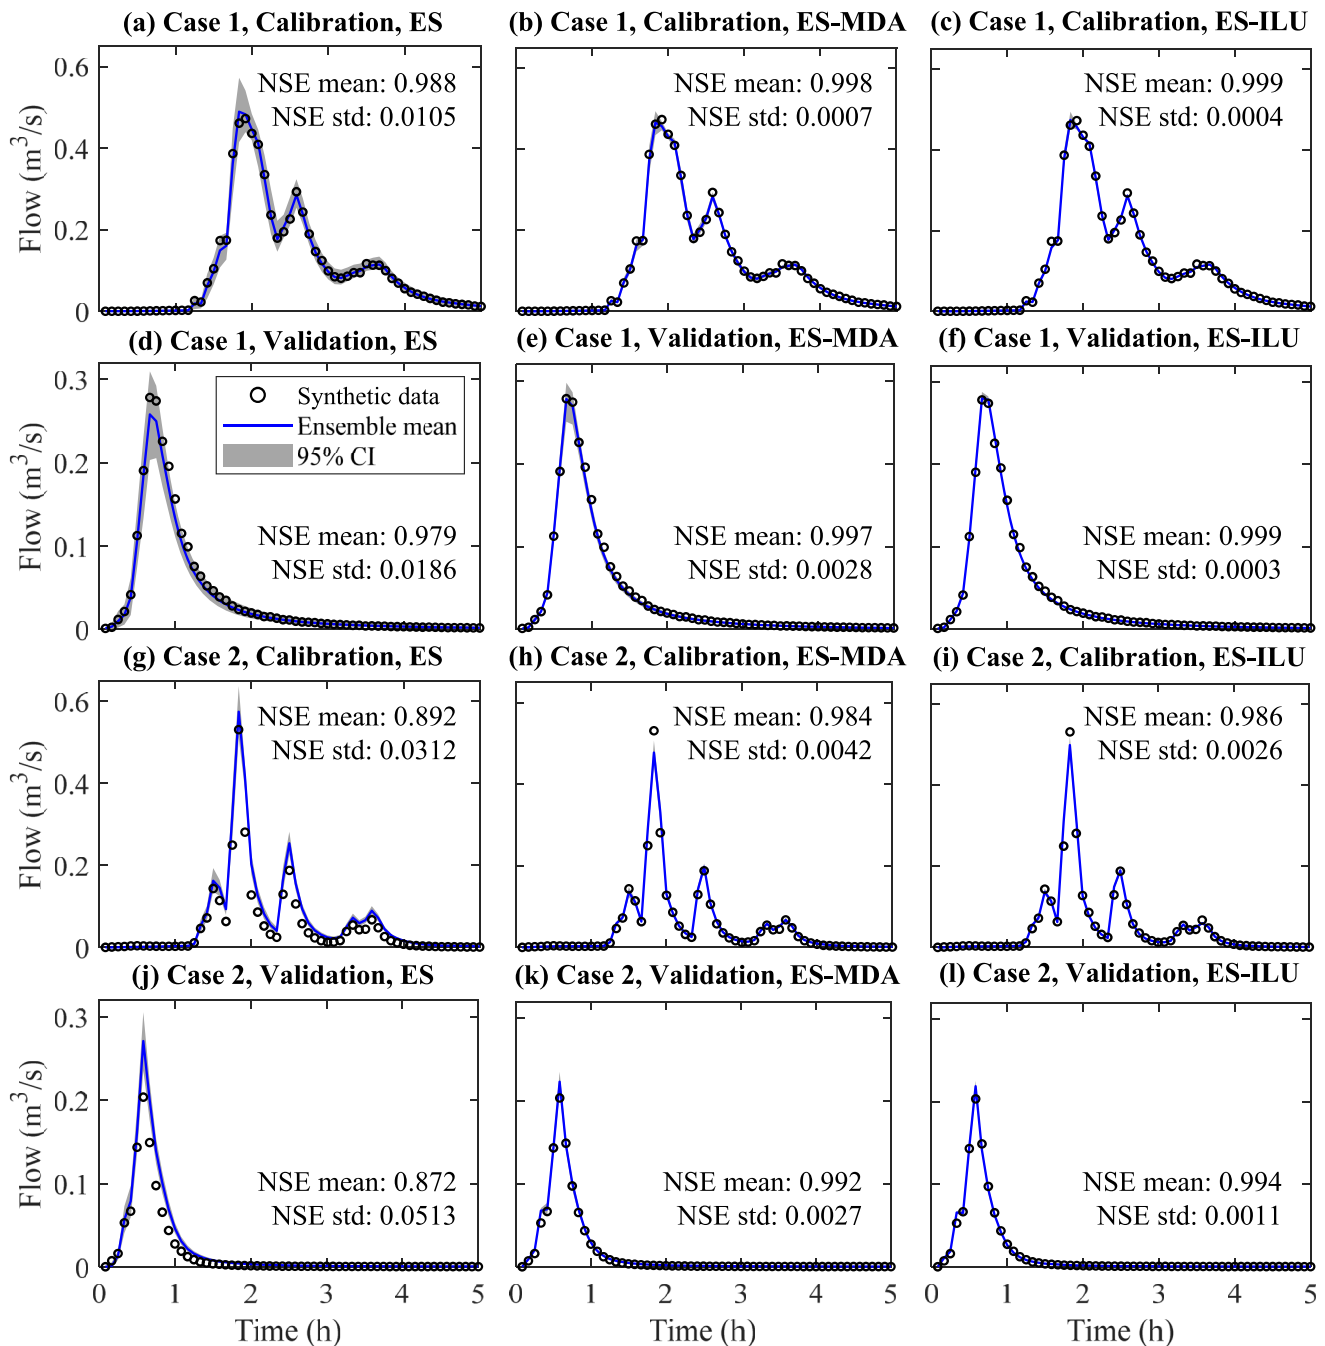 (a) Case 1, Calibration, ES
(b) Case 1, Calibration, ES-MDA
(c) Case 1, Calibration, ES-ILU
0.6
0.4
0.2
0
Flow (m³/s)
NSE mean: 0.988
NSE std: 0.0105
NSE mean: 0.998
NSE std: 0.0007
NSE mean: 0.999
NSE std: 0.0004
(d) Case 1, Validation, ES
(e) Case 1, Validation, ES-MDA
(f) Case 1, Validation, ES-ILU
0.3
0.2
0.1
0
Flow (m³/s)
Synthetic data
Ensemble mean
95% CI
NSE mean: 0.979
NSE std: 0.0186
NSE mean: 0.997
NSE std: 0.0028
NSE mean: 0.999
NSE std: 0.0003
(g) Case 2, Calibration, ES
(h) Case 2, Calibration, ES-MDA
(i) Case 2, Calibration, ES-ILU
0.6
0.4
0.2
0
Flow (m³/s)
NSE mean: 0.892
NSE std: 0.0312
NSE mean: 0.984
NSE std: 0.0042
NSE mean: 0.986
NSE std: 0.0026
(j) Case 2, Validation, ES
(k) Case 2, Validation, ES-MDA
(l) Case 2, Validation, ES-ILU
0.3
0.2
0.1
0
Flow (m³/s)
NSE mean: 0.872
NSE std: 0.0513
NSE mean: 0.992
NSE std: 0.0027
NSE mean: 0.994
NSE std: 0.0011
0 1 2 3 4 5
0 1 2 3 4 5
0 1 2 3 4 5
Time (h)
Time (h)
Time (h)